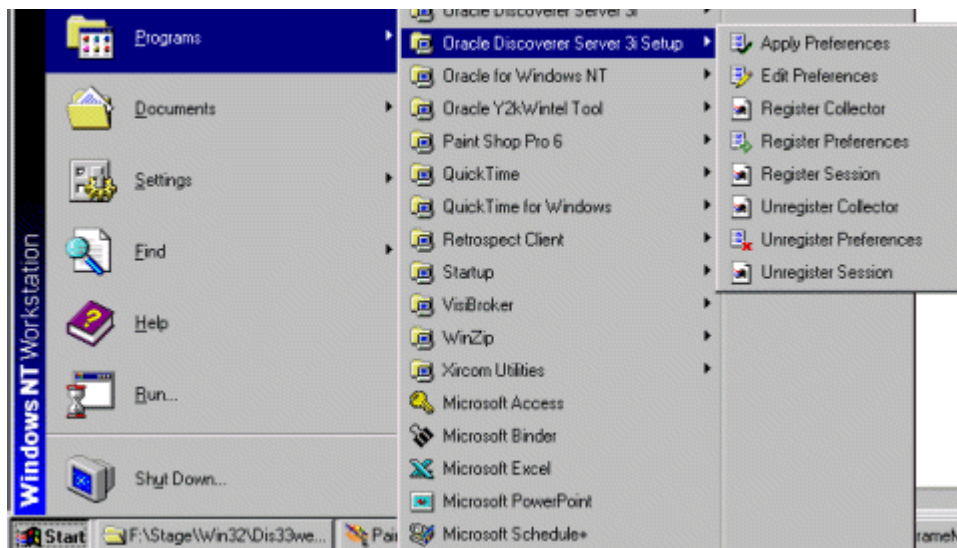 Programs
Documents
Settings
Find
Help
Run...
Shut Down...
Windows NT Workstation
Oracle Discoverer Server 3i
Oracle Discoverer Server 3i Setup
Oracle for Windows NT
Oracle Y2kWintel Tool
Paint Shop Pro 6
QuickTime
QuickTime for Windows
Retrospect Client
Startup
VisiBroker
WinZip
Xircom Utilities
Microsoft Access
Microsoft Binder
Microsoft Excel
Microsoft PowerPoint
Microsoft Schedule+
Apply Preferences
Edit Preferences
Register Collector
Register Preferences
Register Session
Unregister Collector
Unregister Preferences
Unregister Session
Start
F:\Stage\Win32\Dis33we...
Pai
rameM